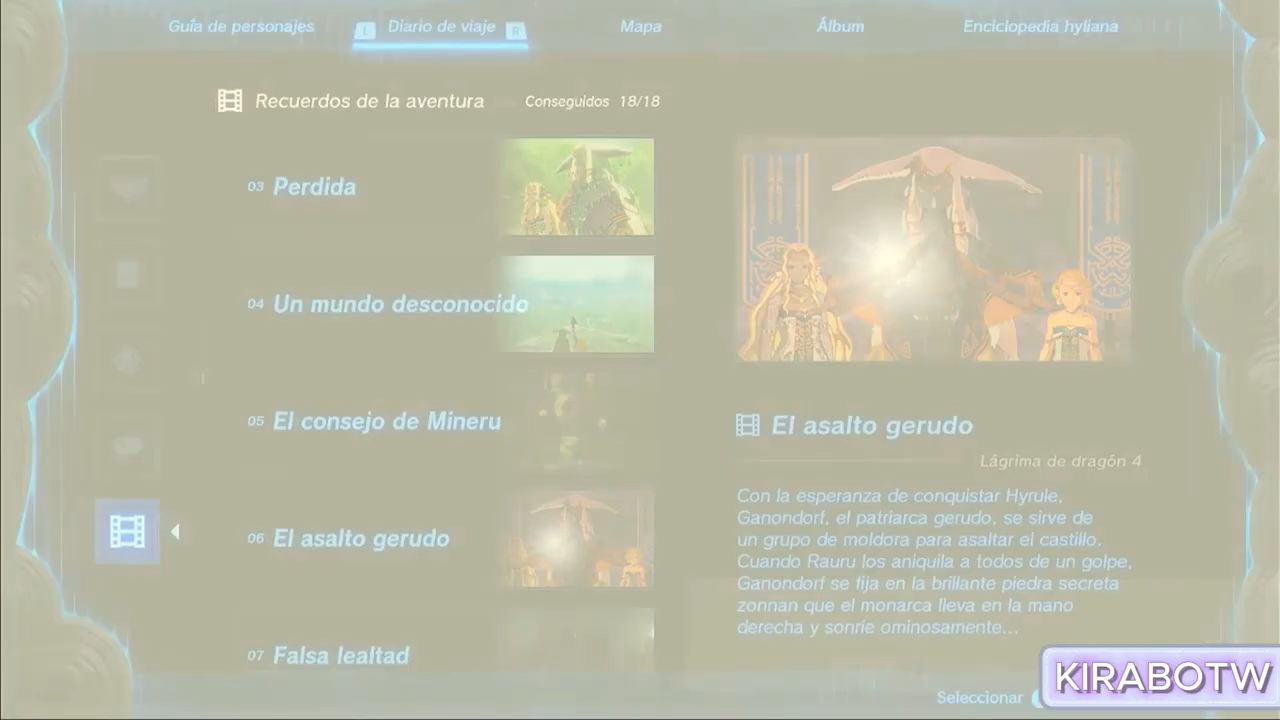 Guía de personajes
L Diario de viaje R
Mapa
Álbum
Enciclopedia hyliana
Recuerdos de la aventura
Conseguidos 18/18
03 Perdida
04 Un mundo desconocido
05 El consejo de Mineru
06 El asalto gerudo
07 Falsa lealtad
El asalto gerudo
Lágrima de dragón 4
Con la esperanza de conquistar Hyrule,
Ganondorf, el patriarca gerudo, se sirve de
un grupo de moldora para asaltar el castillo.
Cuando Rauru los aniquila a todos de un golpe,
Ganondorf se fija en la brillante piedra secreta
zonnan que el monarca lleva en la mano
derecha y sonríe ominosamente...
Seleccionar
KIRABOTW